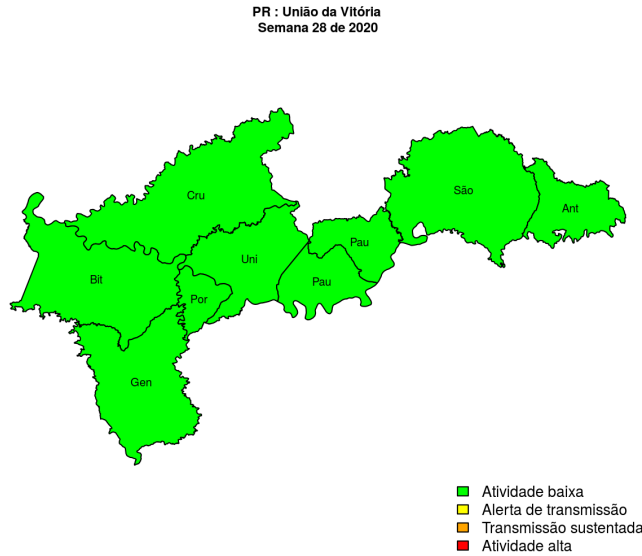 PR : União da Vitória
Semana 28 de 2020
Cru
São
Ant
Pau
Uni
Bit
Pau
Por
Gen
Atividade baixa
Alerta de transmissão
Transmissão sustentada
Atividade alta